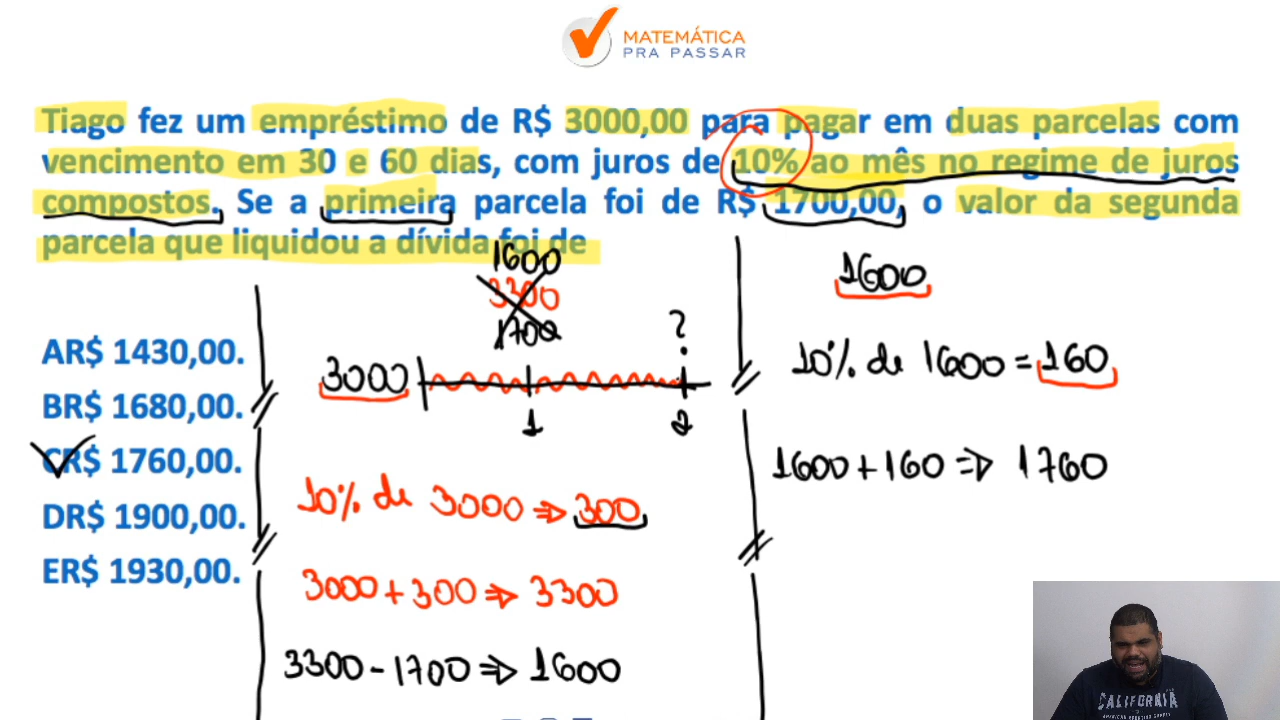 MATEMÁTICA
PRA PASSAR
Tiago fez um empréstimo de R$ 3000,00 para pagar em duas parcelas com
vencimento em 30 e 60 dias, com juros de 10% ao mês no regime de juros
compostos. Se a primeira parcela foi de R$ 1700,00, o valor da segunda
parcela que liquidou a dívida foi de
AR$ 1430,00.
BR$ 1680,00.
CR$ 1760,00.
DR$ 1900,00.
ER$ 1930,00.
1600
3300
1700
?
3000
1
2
10% de 3000 ⇒ 300
3000 + 300 ⇒ 3300
3300 - 1700 ⇒ 1600
1600
10% de 1600 = 160
1600 + 160 ⇒ 1760
CALIFORNIA